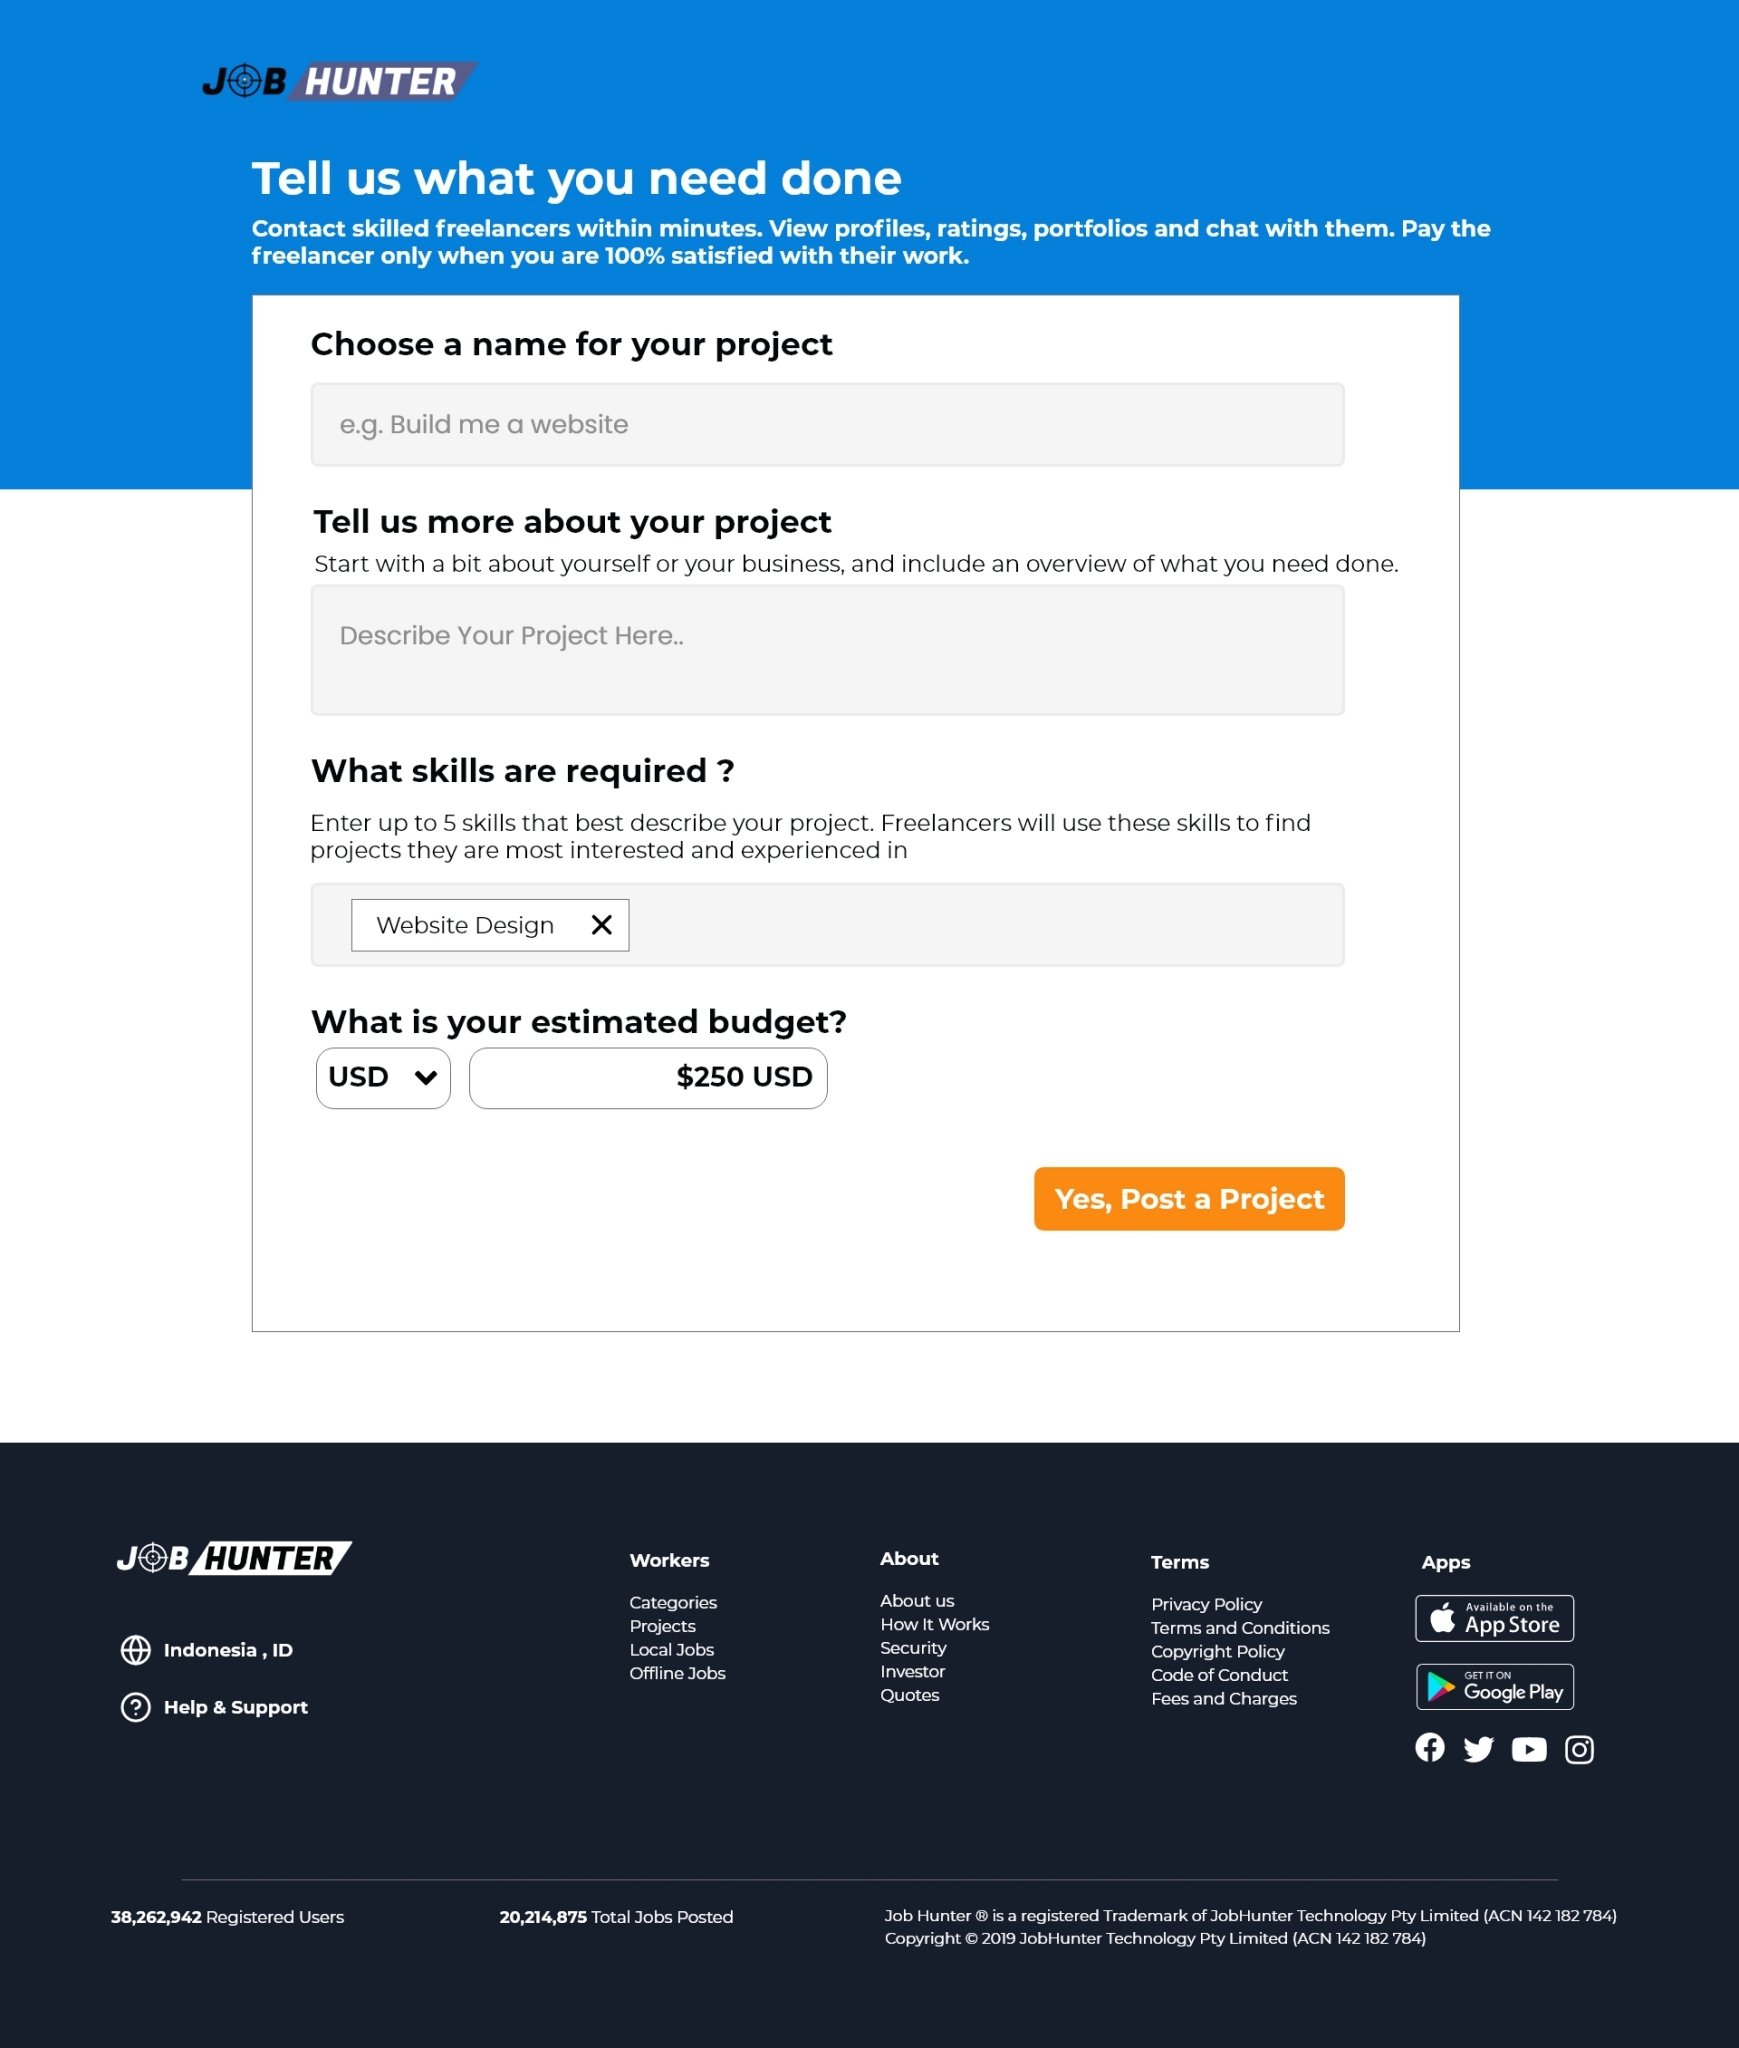 JOB HUNTER
Tell us what you need done
Contact skilled freelancers within minutes. View profiles, ratings, portfolios and chat with them. Pay the
freelancer only when you are 100% satisfied with their work.
Choose a name for your project
e.g. Build me a website
Tell us more about your project
Start with a bit about yourself or your business, and include an overview of what you need done.
Describe Your Project Here..
What skills are required ?
Enter up to 5 skills that best describe your project. Freelancers will use these skills to find
projects they are most interested and experienced in
Website Design
What is your estimated budget?
USD
$250 USD
Yes, Post a Project
JOB HUNTER
Indonesia , ID
Help & Support
Workers
Categories
Projects
Local Jobs
Offline Jobs
About
About us
How It Works
Security
Investor
Quotes
Terms
Privacy Policy
Terms and Conditions
Copyright Policy
Code of Conduct
Fees and Charges
Apps
Available on the
App Store
GET IT ON
Google Play
38,262,942 Registered Users
20,214,875 Total Jobs Posted
Job Hunter ® is a registered Trademark of JobHunter Technology Pty Limited (ACN 142 182 784)
Copyright © 2019 JobHunter Technology Pty Limited (ACN 142 182 784)